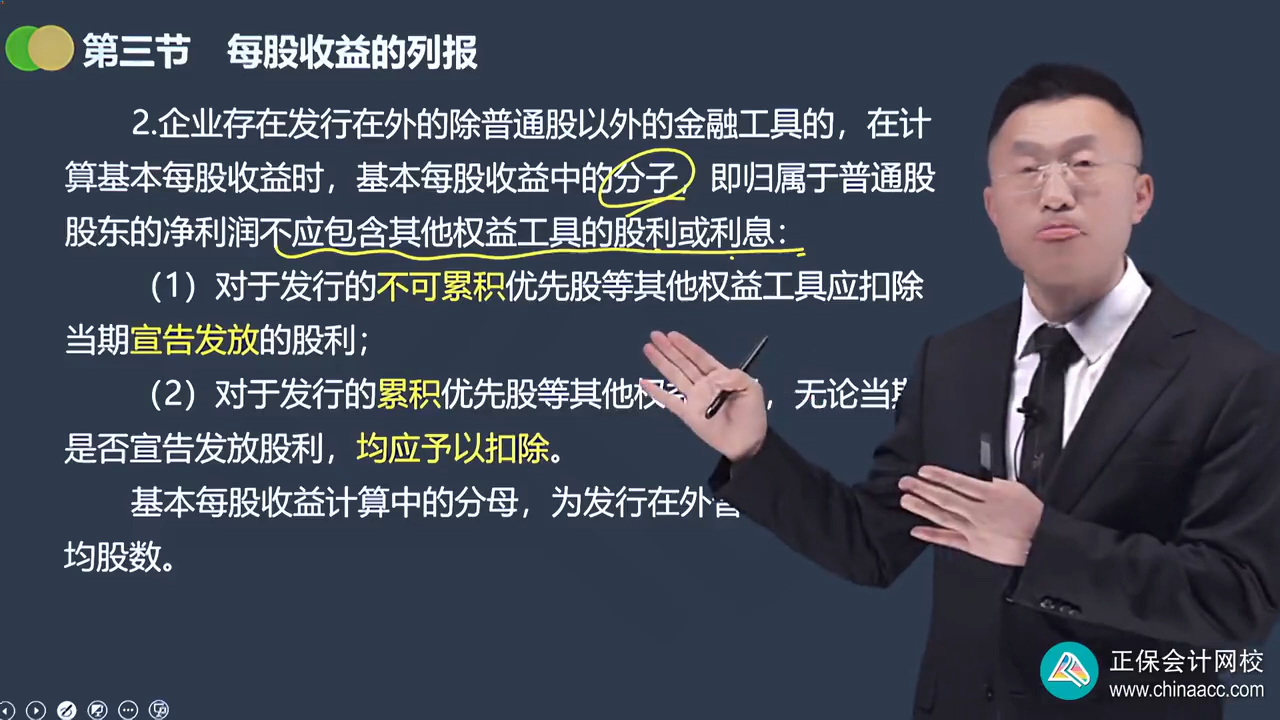 第三节 每股收益的列报
2.企业存在发行在外的除普通股以外的金融工具的，在计
算基本每股收益时，基本每股收益中的分子，即归属于普通股
股东的净利润不应包含其他权益工具的股利或利息：
（1）对于发行的不可累积优先股等其他权益工具应扣除
当期宣告发放的股利；
（2）对于发行的累积优先股等其他权，无论当期
是否宣告发放股利，均应予以扣除。
基本每股收益计算中的分母，为发行在外
均股数。
正保会计网校
www.chinaacc.com